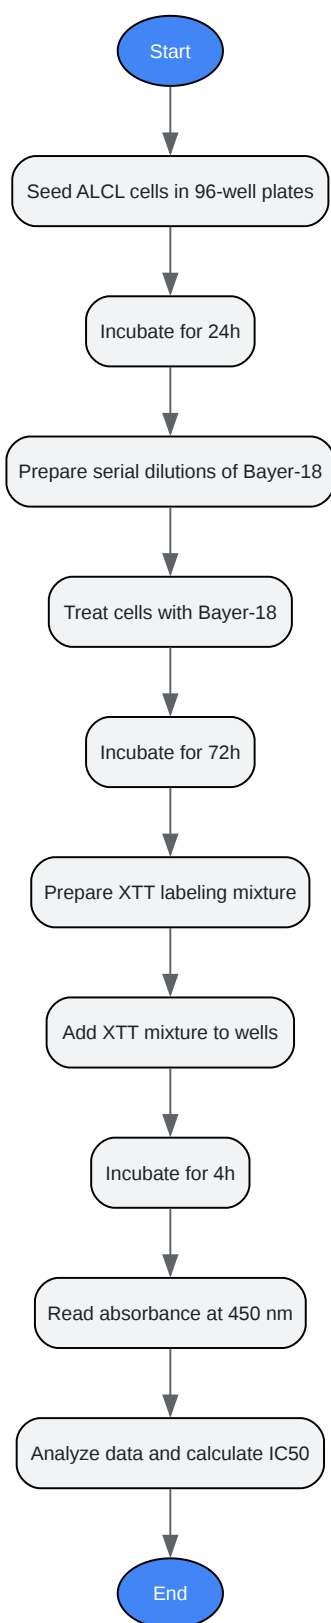 Start
Seed ALCL cells in 96-well plates
Incubate for 24h
Prepare serial dilutions of Bayer-18
Treat cells with Bayer-18
Incubate for 72h
Prepare XTT labeling mixture
Add XTT mixture to wells
Incubate for 4h
Read absorbance at 450 nm
Analyze data and calculate IC50
End